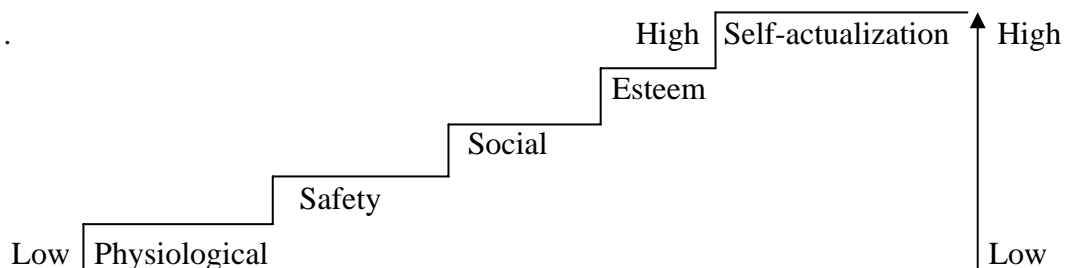 . High Self-actualization High
Esteem
Social
Safety
Low Physiological Low